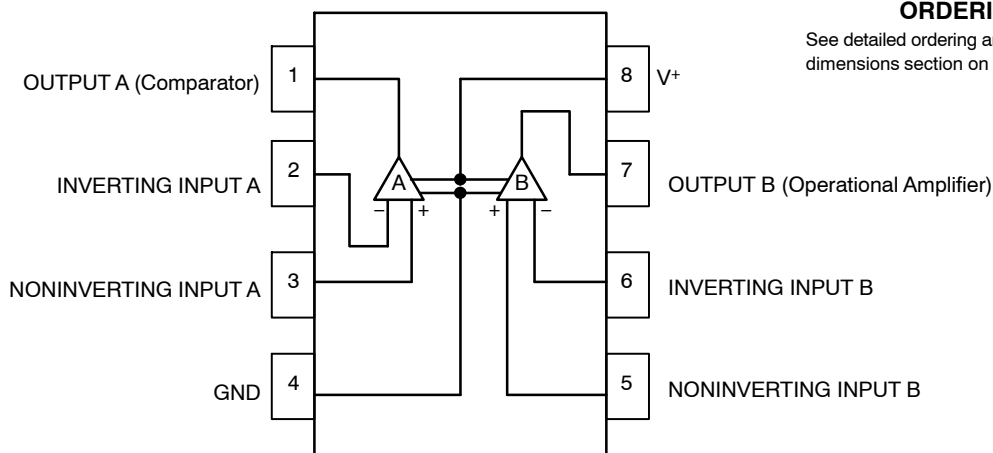 ORDERI
See detailed ordering a
dimensions section on
OUTPUT A (Comparator)
1
8
V+
2
INVERTING INPUT A
7
OUTPUT B (Operational Amplifier)
A
B
–
+
+
–
3
NONINVERTING INPUT A
6
INVERTING INPUT B
4
GND
5
NONINVERTING INPUT B